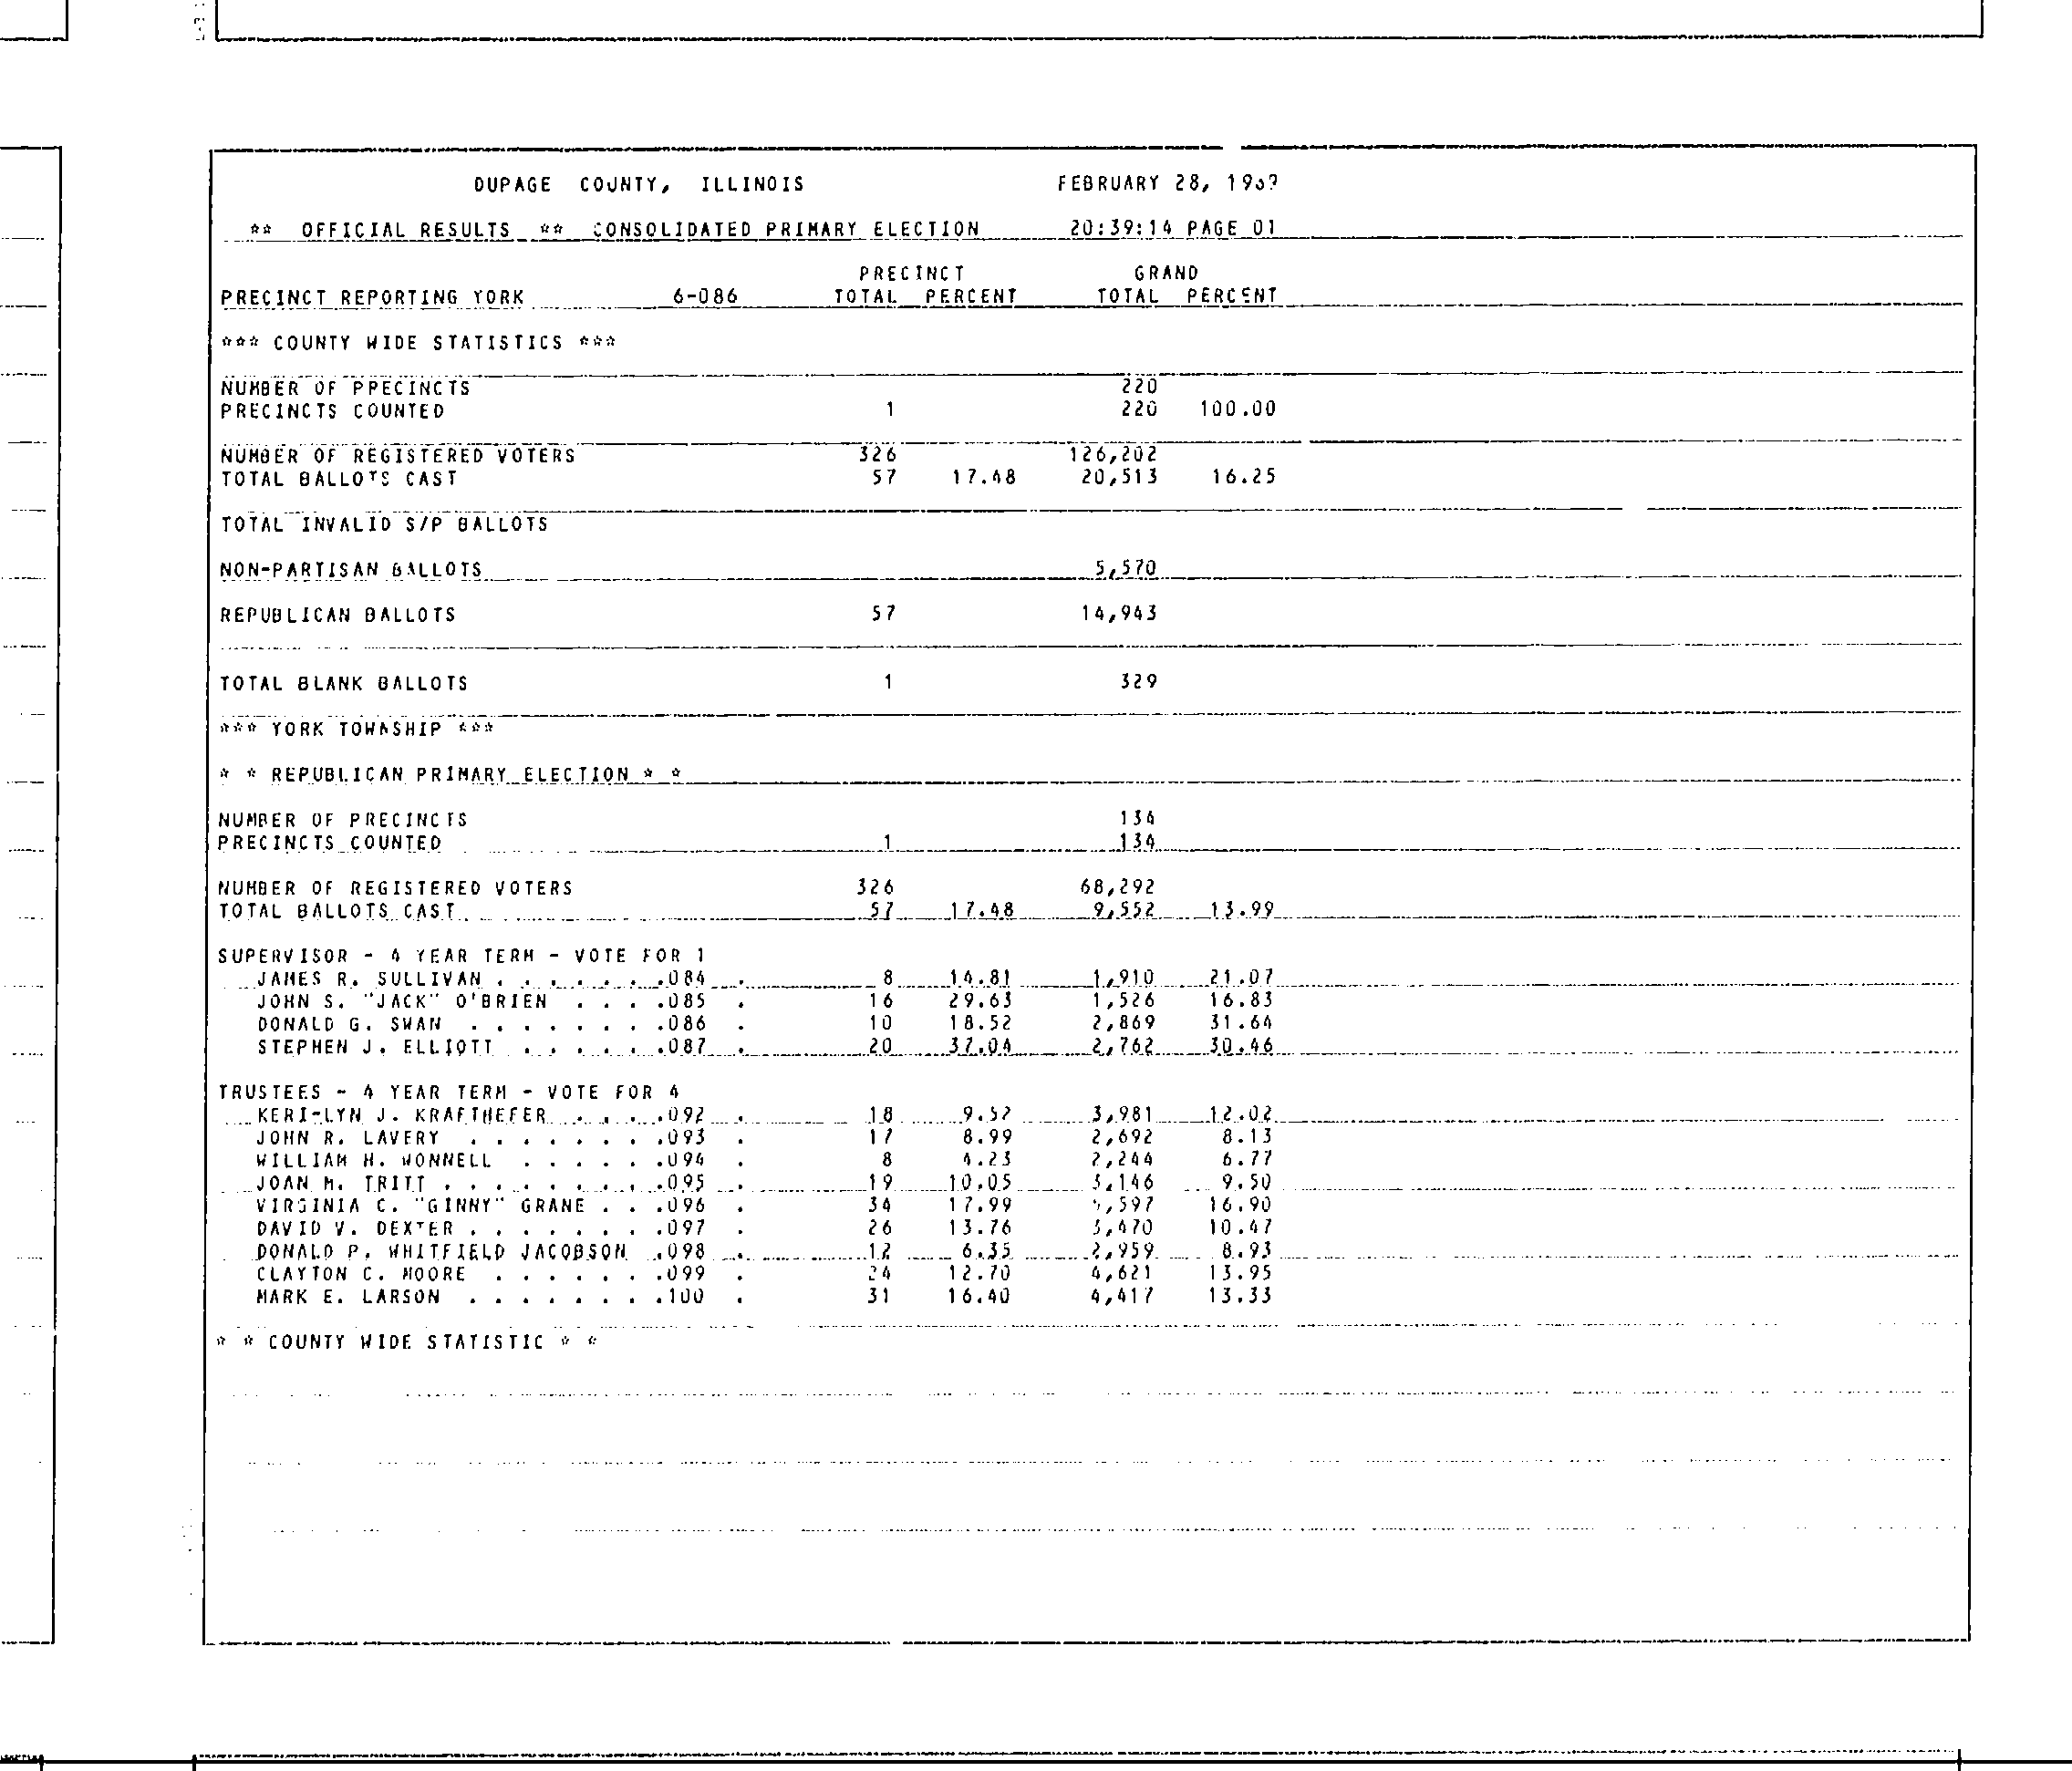 DUPAGE COUNTY, ILLINOIS FEBRUARY 28, 1989
** OFFICIAL RESULTS ** CONSOLIDATED PRIMARY ELECTION 20:39:14 PAGE 01
PRECINCT GRAND
PRECINCT REPORTING YORK 6-086 TOTAL PERCENT TOTAL PERCENT
*** COUNTY WIDE STATISTICS ***
NUMBER OF PRECINCTS 220
PRECINCTS COUNTED 1 220 100.00
NUMBER OF REGISTERED VOTERS 326 126,202
TOTAL BALLOTS CAST 57 17.48 20,513 16.25
TOTAL INVALID S/P BALLOTS
NON-PARTISAN BALLOTS 5,570
REPUBLICAN BALLOTS 57 14,943
TOTAL BLANK BALLOTS 1 329
*** YORK TOWNSHIP ***
* * REPUBLICAN PRIMARY ELECTION * *
NUMBER OF PRECINCTS 134
PRECINCTS COUNTED 1 134
NUMBER OF REGISTERED VOTERS 326 68,292
TOTAL BALLOTS CAST 57 17.48 9,552 13.99
SUPERVISOR - 4 YEAR TERM - VOTE FOR 1
JAMES R. SULLIVAN . . . . . . .084 . 8 14.81 1,910 21.07
JOHN S. "JACK" O'BRIEN . . . .085 . 16 29.63 1,526 16.83
DONALD G. SWAN . . . . . . . .086 . 10 18.52 2,869 31.64
STEPHEN J. ELLIOTT . . . . . .087 . 20 37.04 2,762 30.46
TRUSTEES - 4 YEAR TERM - VOTE FOR 4
KERI-LYN J. KRAFTHEFER . . . .092 . 18 9.52 3,981 12.02
JOHN R. LAVERY . . . . . . . .093 . 17 8.99 2,692 8.13
WILLIAM H. WONNELL . . . . . .094 . 8 4.23 2,244 6.77
JOAN M. TRITT . . . . . . . . .095 . 19 10.05 3,146 9.50
VIRGINIA C. "GINNY" GRANE . . .096 . 34 17.99 5,597 16.90
DAVID V. DEXTER . . . . . . . .097 . 26 13.76 3,470 10.47
DONALD P. WHITFIELD JACOBSON .098 . 12 6.35 2,959 8.93
CLAYTON C. MOORE . . . . . . .099 . 24 12.70 4,621 13.95
MARK E. LARSON . . . . . . . .100 . 31 16.40 4,417 13.33
* * COUNTY WIDE STATISTIC * *